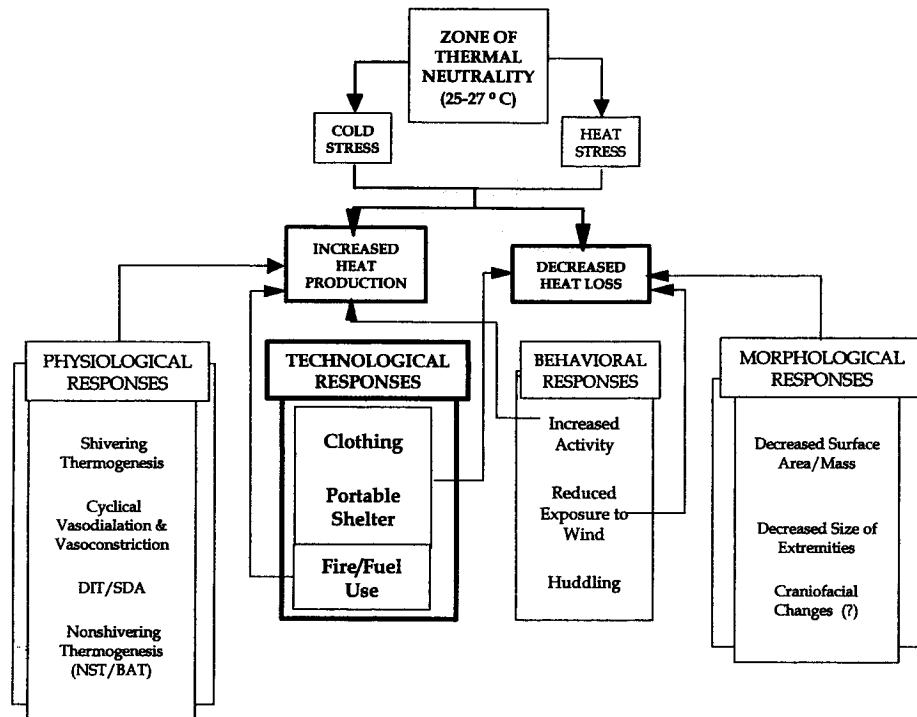 ZONE OF
THERMAL
NEUTRALITY
(25-27 º C)
COLD
STRESS
HEAT
STRESS
INCREASED
HEAT
PRODUCTION
DECREASED
HEAT LOSS
PHYSIOLOGICAL
RESPONSES
Shivering
Thermogenesis
Cyclical
Vasodialation &
Vasoconstriction
DIT/SDA
Nonshivering
Thermogenesis
(NST/BAT)
TECHNOLOGICAL
RESPONSES
Clothing
Portable
Shelter
Fire/Fuel
Use
BEHAVIORAL
RESPONSES
Increased
Activity
Reduced
Exposure to
Wind
Huddling
MORPHOLOGICAL
RESPONSES
Decreased Surface
Area/Mass
Decreased Size of
Extremities
Craniofacial
Changes (?)